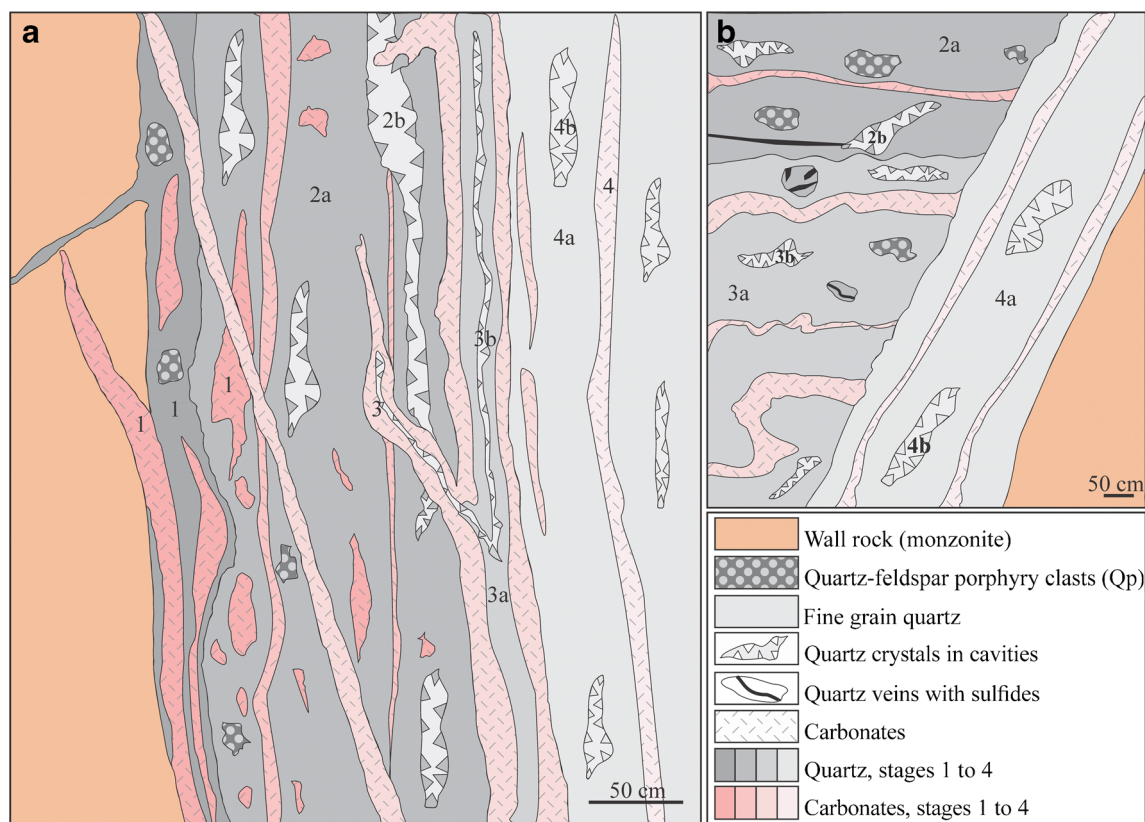 a
2b
4b
4
2a
4a
3b
3
1
1
1
3a
50 cm
b
2a
2b
3b
3a
4a
4b
50 cm
Wall rock (monzonite)
Quartz-feldspar porphyry clasts (Qp)
Fine grain quartz
Quartz crystals in cavities
Quartz veins with sulfides
Carbonates
Quartz, stages 1 to 4
Carbonates, stages 1 to 4